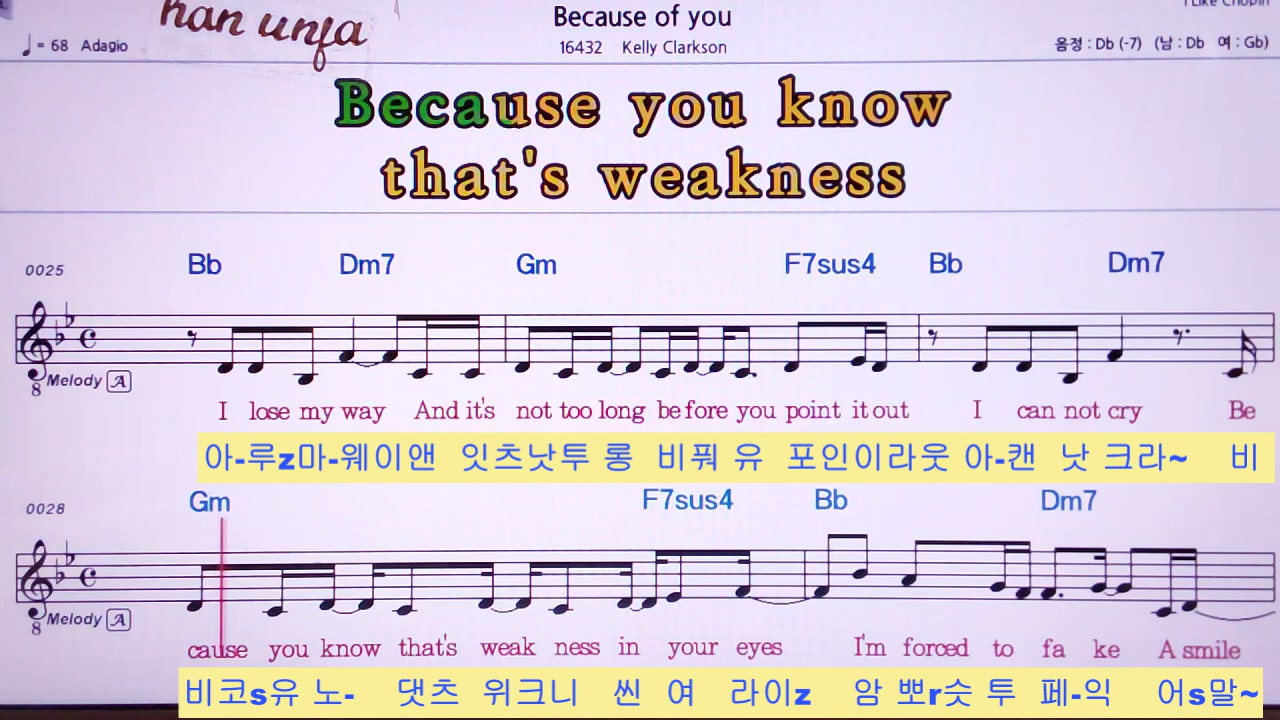 han unfa
Because of you
I Like Chopin
♩= 68 Adagio
16432 Kelly Clarkson
음정 : Db (-7) (남 : Db 여 : Gb)
Because you know
that's weakness
0025 Bb Dm7 Gm F7sus4 Bb Dm7
8 Melody A
I lose my way And it's not too long before you point it out I can not cry Be
아-루z마-웨이앤 잇츠낫투 롱 비풔 유 포인이라웃 아-캔 낫 크라~ 비
0028 Gm F7sus4 Bb Dm7
8 Melody A
cause you know that's weak ness in your eyes I'm forced to fa ke A smile
비코s유 노- 댓츠 위크니 씬 여 라이z 암 뽀r슷 투 페-익 어s말~